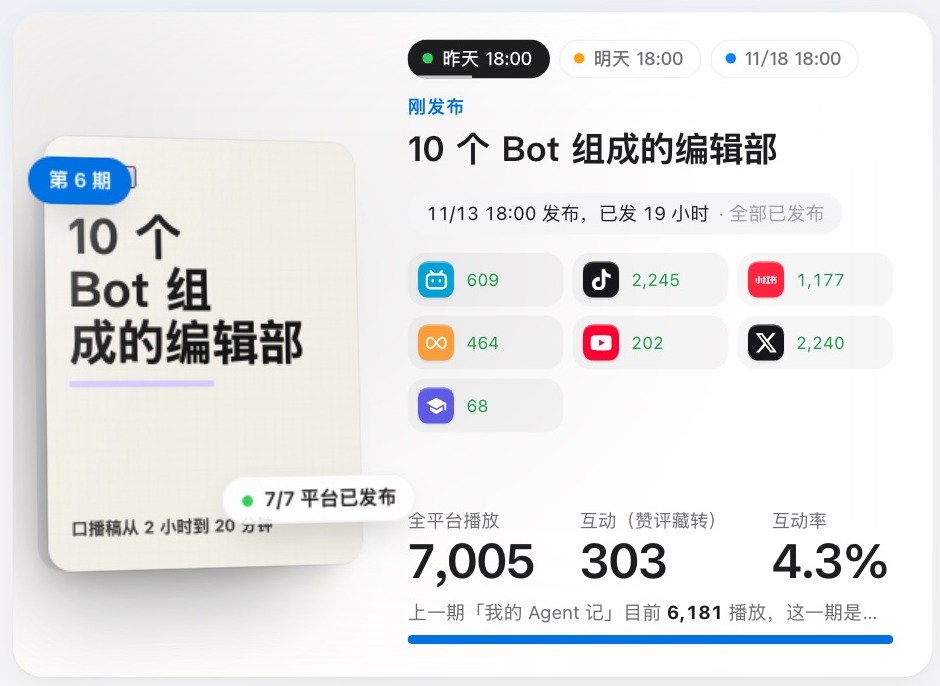 昨天 18:00
明天 18:00
11/18 18:00
刚发布
10 个 Bot 组成的编辑部
11/13 18:00 发布，已发 19 小时 · 全部已发布
609
2,245
小红书
1,177
464
202
2,240
68
第 6 期
10 个
Bot 组
成的编辑部
7/7 平台已发布
口播稿从 2 小时到 20 分钟
全平台播放
互动（赞评藏转）
互动率
7,005
303
4.3%
上一期「我的 Agent 记」目前 6,181 播放，这一期是...